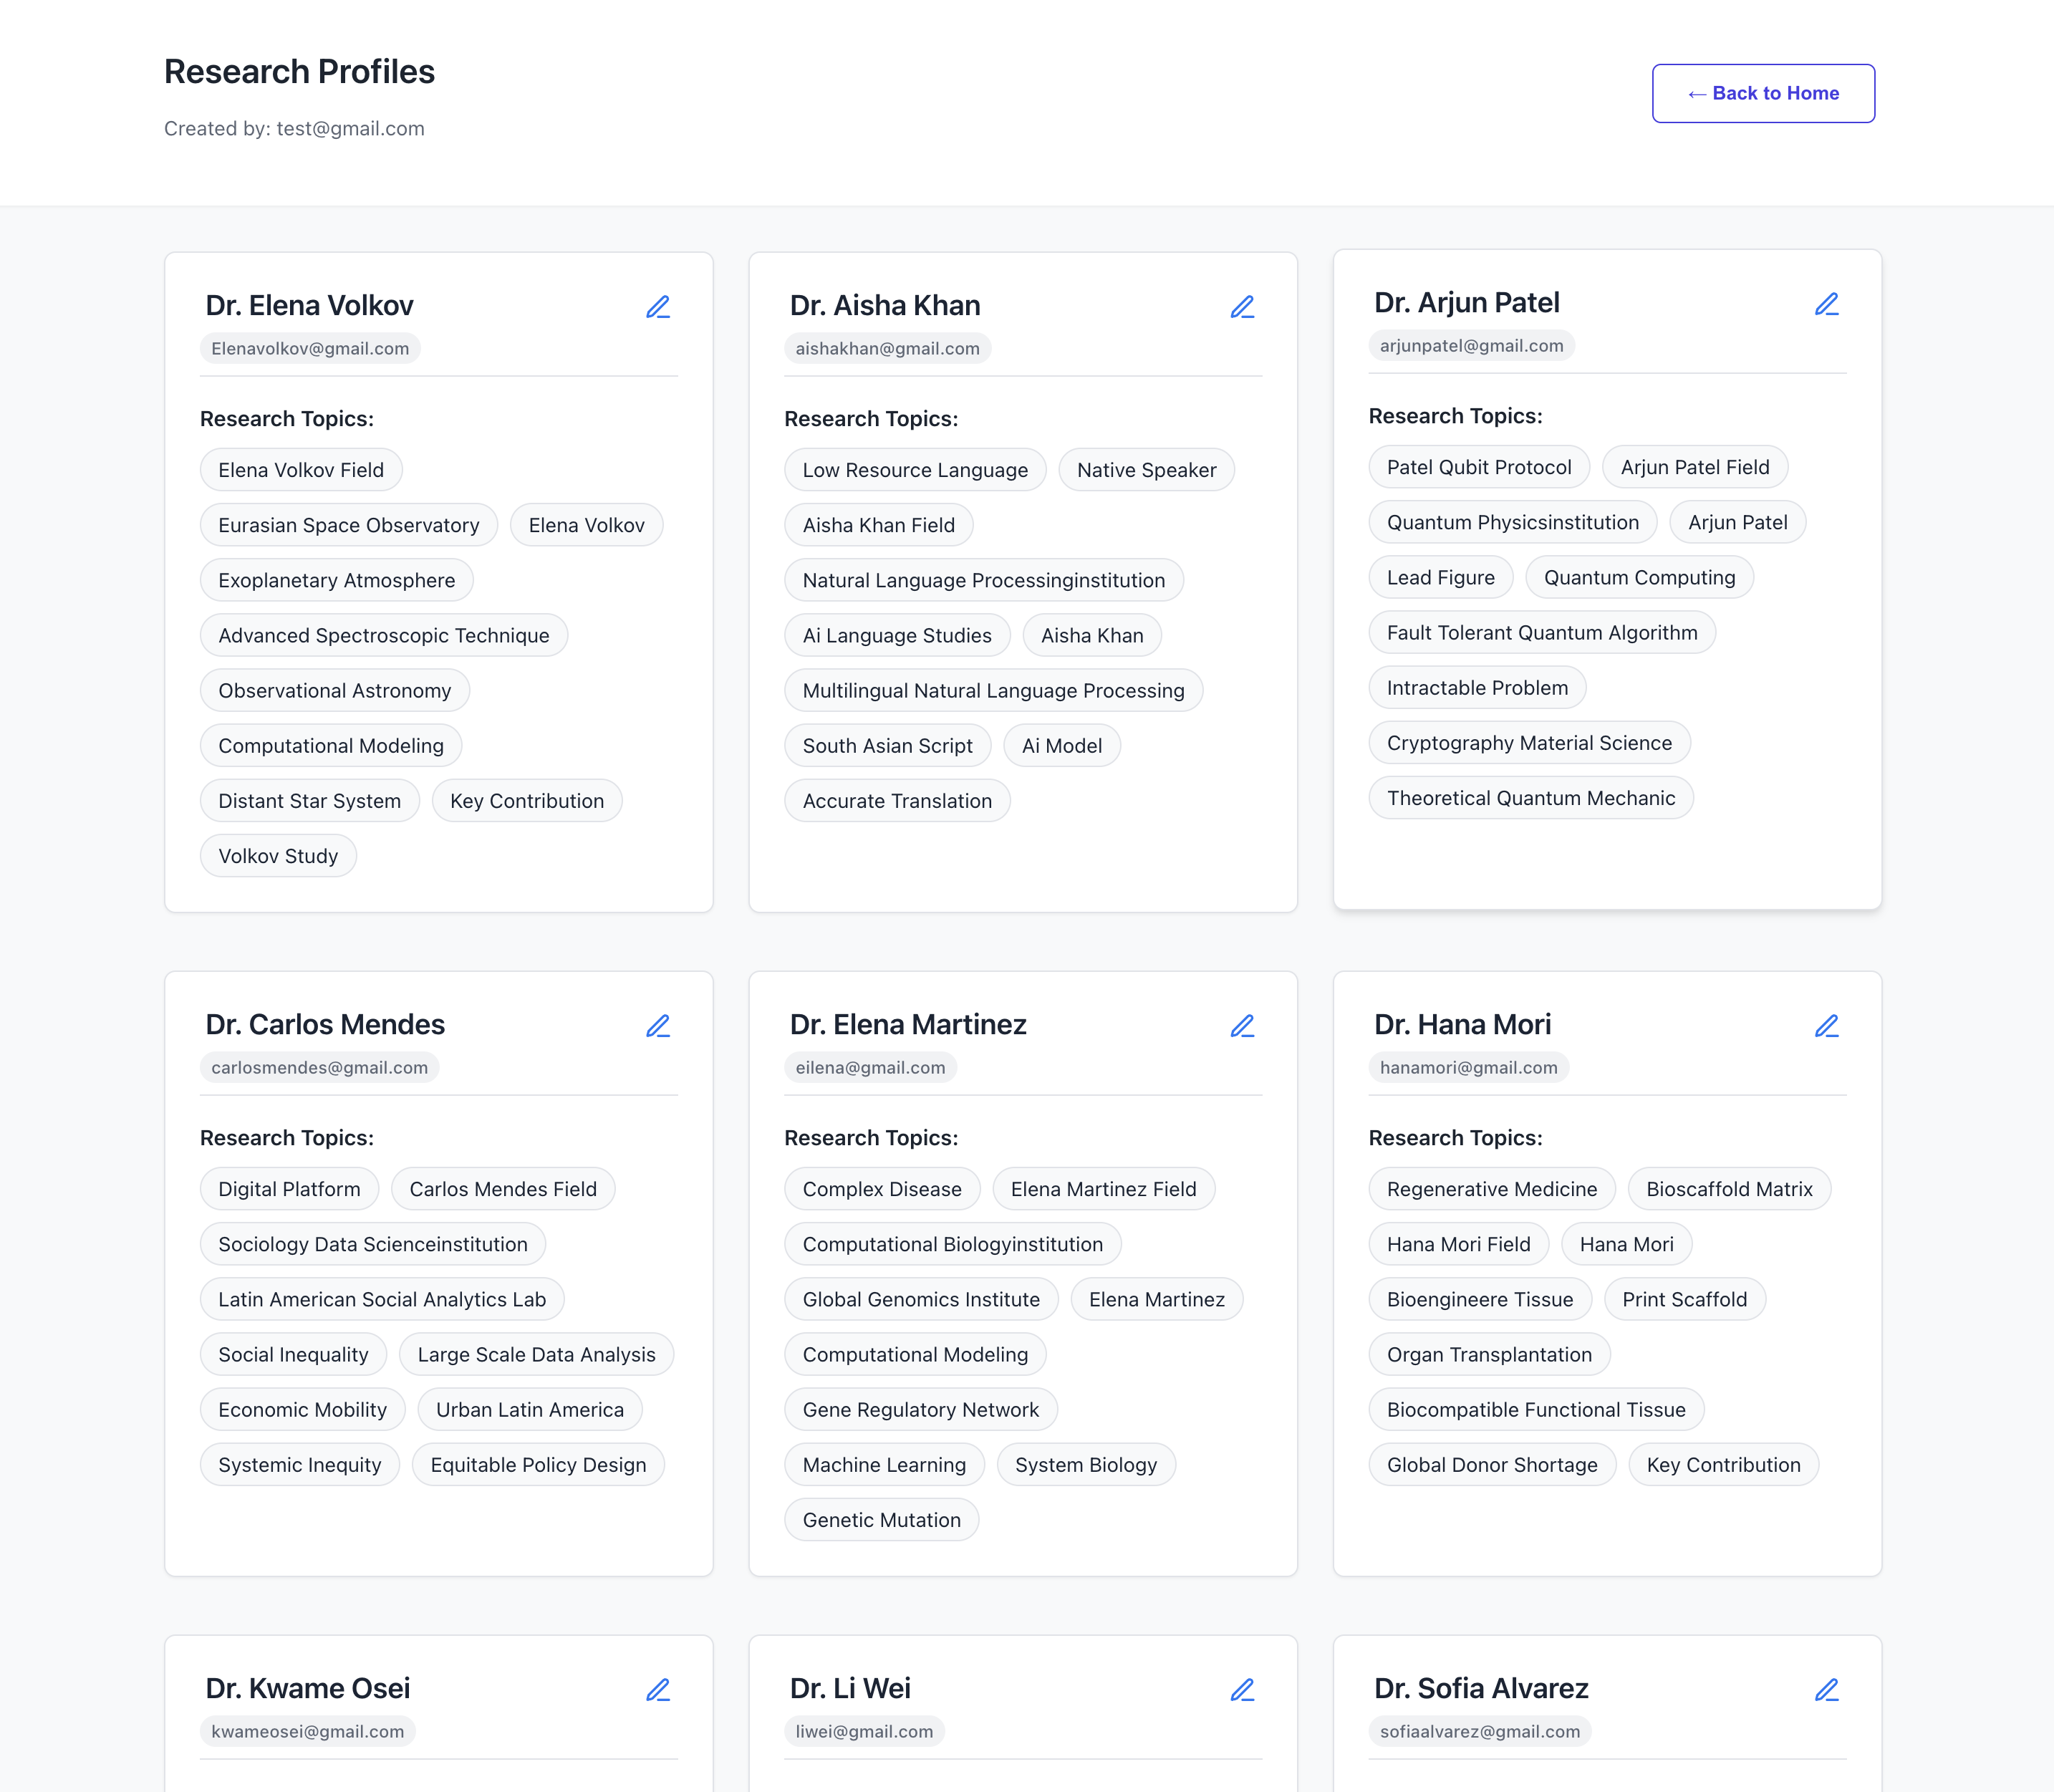 Research Profiles
Created by: test@gmail.com
← Back to Home
Dr. Elena Volkov
Elenavolkov@gmail.com
Research Topics:
Elena Volkov Field
Eurasian Space Observatory Elena Volkov
Exoplanetary Atmosphere
Advanced Spectroscopic Technique
Observational Astronomy
Computational Modeling
Distant Star System Key Contribution
Volkov Study
Dr. Aisha Khan
aishakhan@gmail.com
Research Topics:
Low Resource Language Native Speaker
Aisha Khan Field
Natural Language Processinginstitution
Ai Language Studies Aisha Khan
Multilingual Natural Language Processing
South Asian Script Ai Model
Accurate Translation
Dr. Arjun Patel
arjunpatel@gmail.com
Research Topics:
Patel Qubit Protocol Arjun Patel Field
Quantum Physicsinstitution Arjun Patel
Lead Figure Quantum Computing
Fault Tolerant Quantum Algorithm
Intractable Problem
Cryptography Material Science
Theoretical Quantum Mechanic
Dr. Carlos Mendes
carlosmendes@gmail.com
Research Topics:
Digital Platform Carlos Mendes Field
Sociology Data Scienceinstitution
Latin American Social Analytics Lab
Social Inequality Large Scale Data Analysis
Economic Mobility Urban Latin America
Systemic Inequity Equitable Policy Design
Dr. Elena Martinez
eilena@gmail.com
Research Topics:
Complex Disease Elena Martinez Field
Computational Biologyinstitution
Global Genomics Institute Elena Martinez
Computational Modeling
Gene Regulatory Network
Machine Learning System Biology
Genetic Mutation
Dr. Hana Mori
hanamori@gmail.com
Research Topics:
Regenerative Medicine Bioscaffold Matrix
Hana Mori Field Hana Mori
Bioengineere Tissue Print Scaffold
Organ Transplantation
Biocompatible Functional Tissue
Global Donor Shortage Key Contribution
Dr. Kwame Osei
kwameosei@gmail.com
Dr. Li Wei
liwei@gmail.com
Dr. Sofia Alvarez
sofiaalvarez@gmail.com